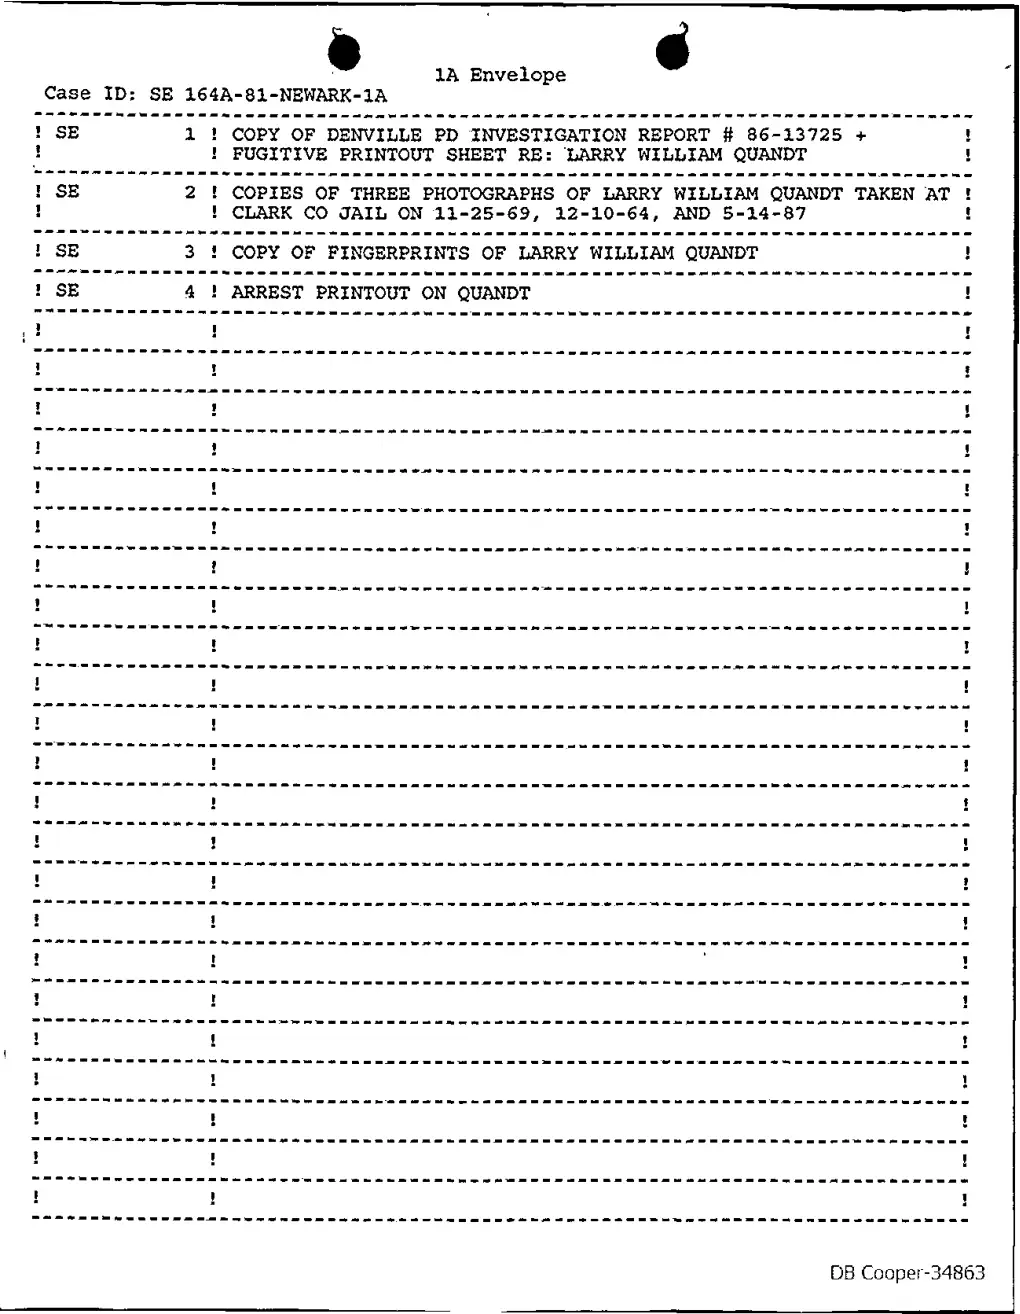 1A Envelope
Case ID: SE 164A-81-NEWARK-1A
! SE 1 ! COPY OF DENVILLE PD INVESTIGATION REPORT # 86-13725 + !
! ! FUGITIVE PRINTOUT SHEET RE: LARRY WILLIAM QUANDT !
! SE 2 ! COPIES OF THREE PHOTOGRAPHS OF LARRY WILLIAM QUANDT TAKEN AT !
! ! CLARK CO JAIL ON 11-25-69, 12-10-64, AND 5-14-87 !
! SE 3 ! COPY OF FINGERPRINTS OF LARRY WILLIAM QUANDT !
! SE 4 ! ARREST PRINTOUT ON QUANDT !
DB Cooper-34863